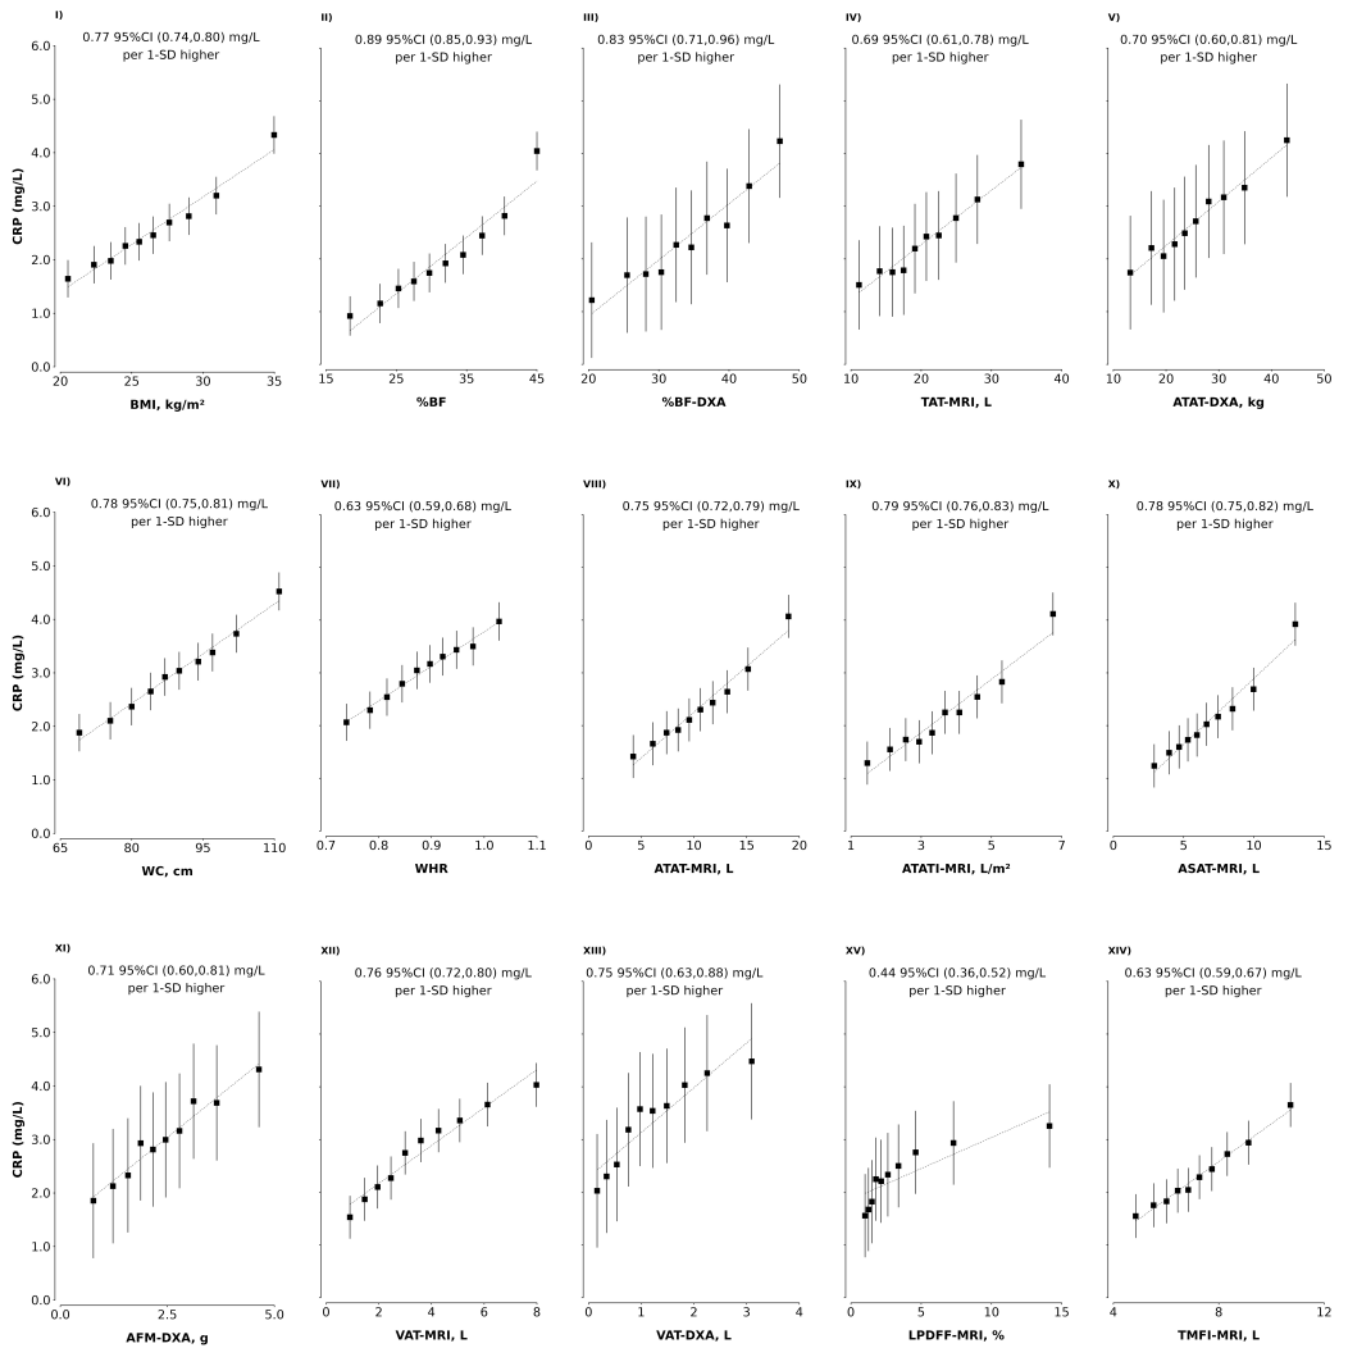 I)
0.77 95%CI (0.74,0.80) mg/L
per 1-SD higher
6.0
5.0
4.0
3.0
2.0
1.0
0.0
CRP (mg/L)
20 25 30 35
BMI, kg/m²
II)
0.89 95%CI (0.85,0.93) mg/L
per 1-SD higher
15 25 35 45
%BF
III)
0.83 95%CI (0.71,0.96) mg/L
per 1-SD higher
20 30 40 50
%BF-DXA
IV)
0.69 95%CI (0.61,0.78) mg/L
per 1-SD higher
10 20 30 40
TAT-MRI, L
V)
0.70 95%CI (0.60,0.81) mg/L
per 1-SD higher
10 20 30 40 50
ATAT-DXA, kg
VI)
0.78 95%CI (0.75,0.81) mg/L
per 1-SD higher
6.0
5.0
4.0
3.0
2.0
1.0
0.0
CRP (mg/L)
65 80 95 110
WC, cm
VII)
0.63 95%CI (0.59,0.68) mg/L
per 1-SD higher
0.7 0.8 0.9 1.0 1.1
WHR
VIII)
0.75 95%CI (0.72,0.79) mg/L
per 1-SD higher
0 5 10 15 20
ATAT-MRI, L
IX)
0.79 95%CI (0.76,0.83) mg/L
per 1-SD higher
1 3 5 7
ATATI-MRI, L/m²
X)
0.78 95%CI (0.75,0.82) mg/L
per 1-SD higher
0 5 10 15
ASAT-MRI, L
XI)
0.71 95%CI (0.60,0.81) mg/L
per 1-SD higher
6.0
5.0
4.0
3.0
2.0
1.0
0.0
CRP (mg/L)
0.0 2.5 5.0
AFM-DXA, g
XII)
0.76 95%CI (0.72,0.80) mg/L
per 1-SD higher
0 2 4 6 8
VAT-MRI, L
XIII)
0.75 95%CI (0.63,0.88) mg/L
per 1-SD higher
0 1 2 3 4
VAT-DXA, L
XV)
0.44 95%CI (0.36,0.52) mg/L
per 1-SD higher
0 5 10 15
LPDFF-MRI, %
XIV)
0.63 95%CI (0.59,0.67) mg/L
per 1-SD higher
4 8 12
TMFI-MRI, L